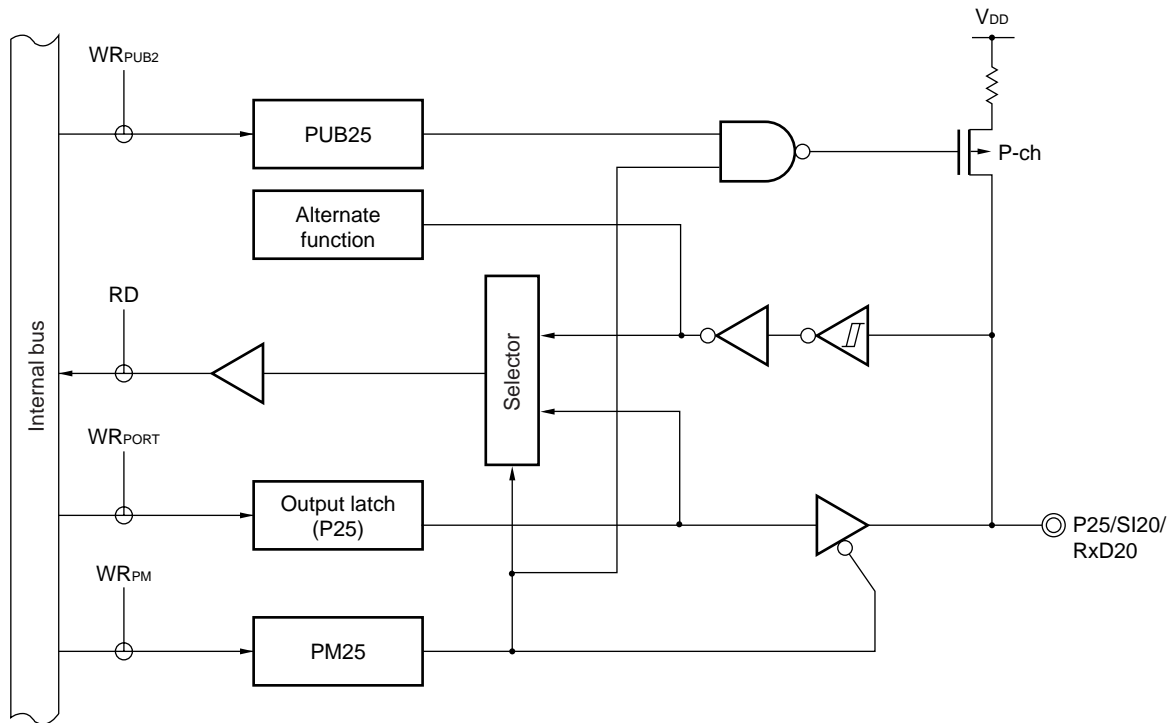 VDD
WRPUB2
PUB25
P-ch
Alternate
function
RD
Internal bus
Selector
WRPORT
Output latch
(P25)
P25/SI20/
RxD20
WRPM
PM25